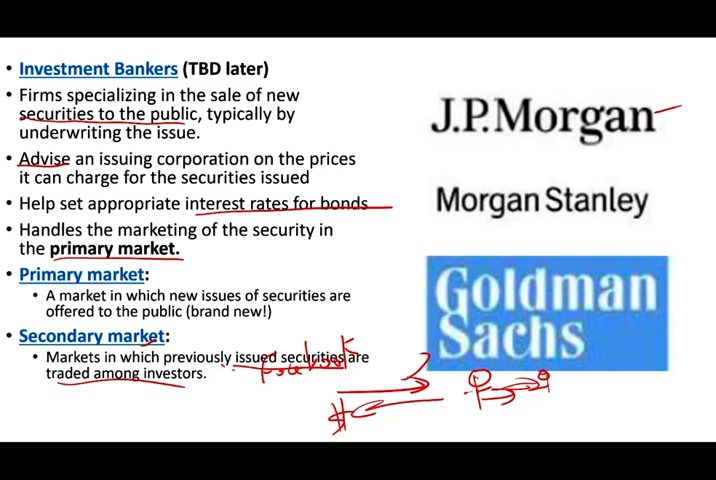 • Investment Bankers (TBD later)
• Firms specializing in the sale of new
securities to the public, typically by
underwriting the issue.
• Advise an issuing corporation on the prices
it can charge for the securities issued
• Help set appropriate interest rates for bonds
• Handles the marketing of the security in
the primary market.
• Primary market:
• A market in which new issues of securities are
offered to the public (brand new!)
• Secondary market:
• Markets in which previously issued securities are
traded among investors.
J.P.Morgan
Morgan Stanley
Goldman
Sachs
$